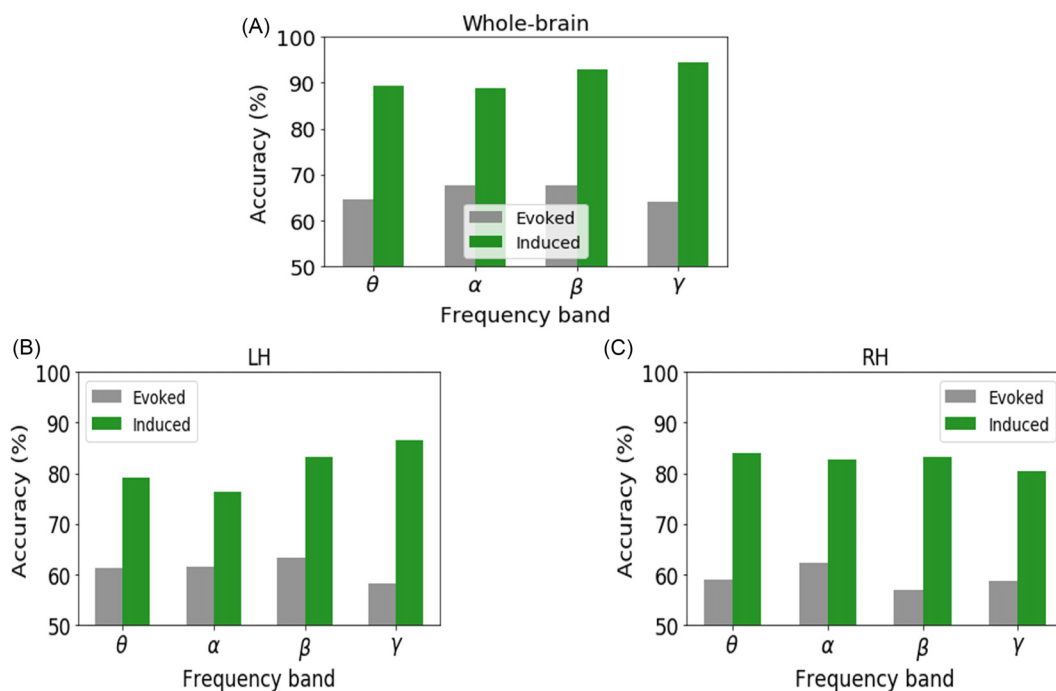 (A)
Whole-brain
Accuracy (%)
100
90
80
70
60
50
Evoked
Induced
θ α β γ
Frequency band
(B)
LH
Accuracy (%)
100
90
80
70
60
50
Evoked
Induced
θ α β γ
Frequency band
(C)
RH
Accuracy (%)
100
90
80
70
60
50
Evoked
Induced
θ α β γ
Frequency band